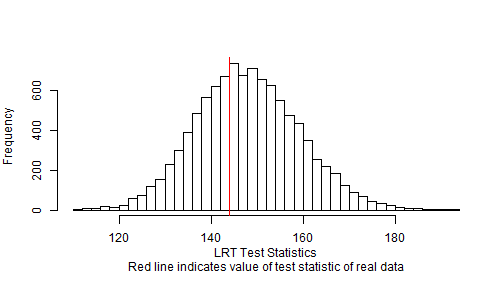 Frequency
600
400
200
0
120 140 160 180
LRT Test Statistics
Red line indicates value of test statistic of real data